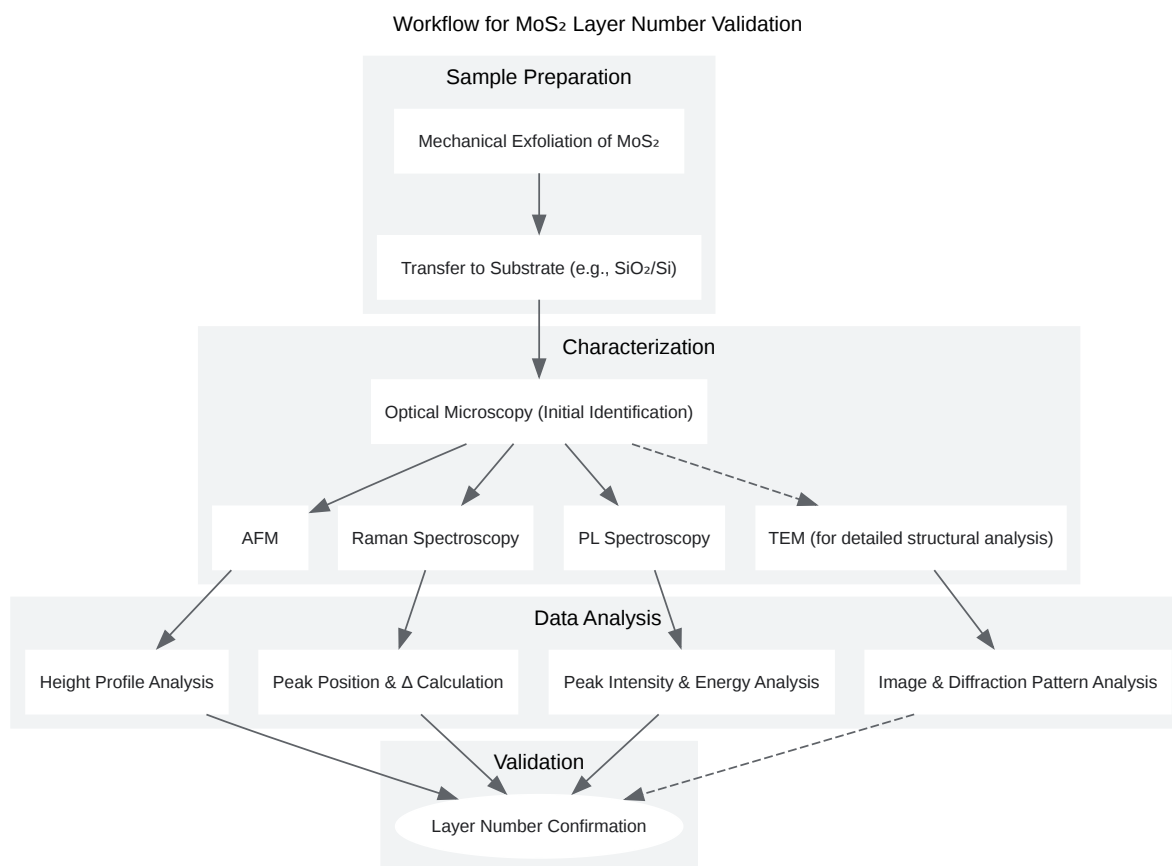 Workflow for MoS₂ Layer Number Validation
Sample Preparation
Mechanical Exfoliation of MoS₂
Transfer to Substrate (e.g., SiO₂/Si)
Characterization
Optical Microscopy (Initial Identification)
AFM
Raman Spectroscopy
PL Spectroscopy
TEM (for detailed structural analysis)
Data Analysis
Height Profile Analysis
Peak Position & Δ Calculation
Peak Intensity & Energy Analysis
Image & Diffraction Pattern Analysis
Validation
Layer Number Confirmation